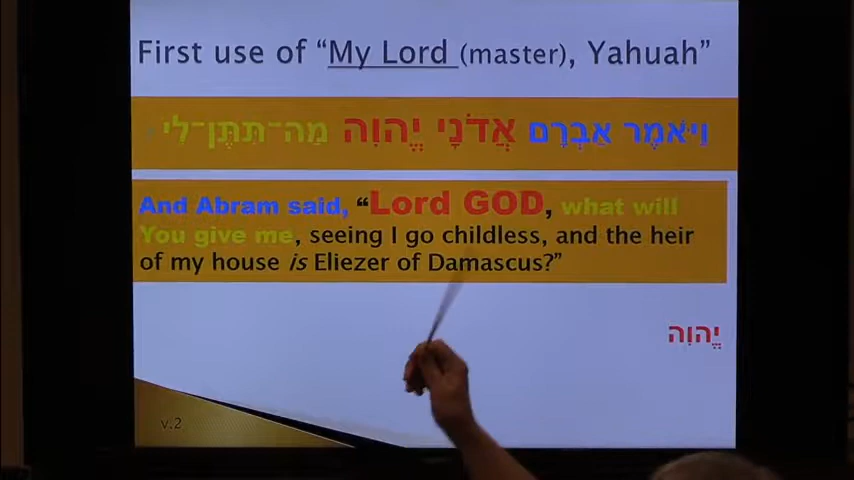 First use of “My Lord (master), Yahuah”
וַיֹּאמֶר אַבְרָם אֲדֹנָי יֱהוִה מַה־תִּתֶּן־לִי
And Abram said, “Lord GOD, what will
You give me, seeing I go childless, and the heir
of my house is Eliezer of Damascus?”
יֱהוִה
v.2